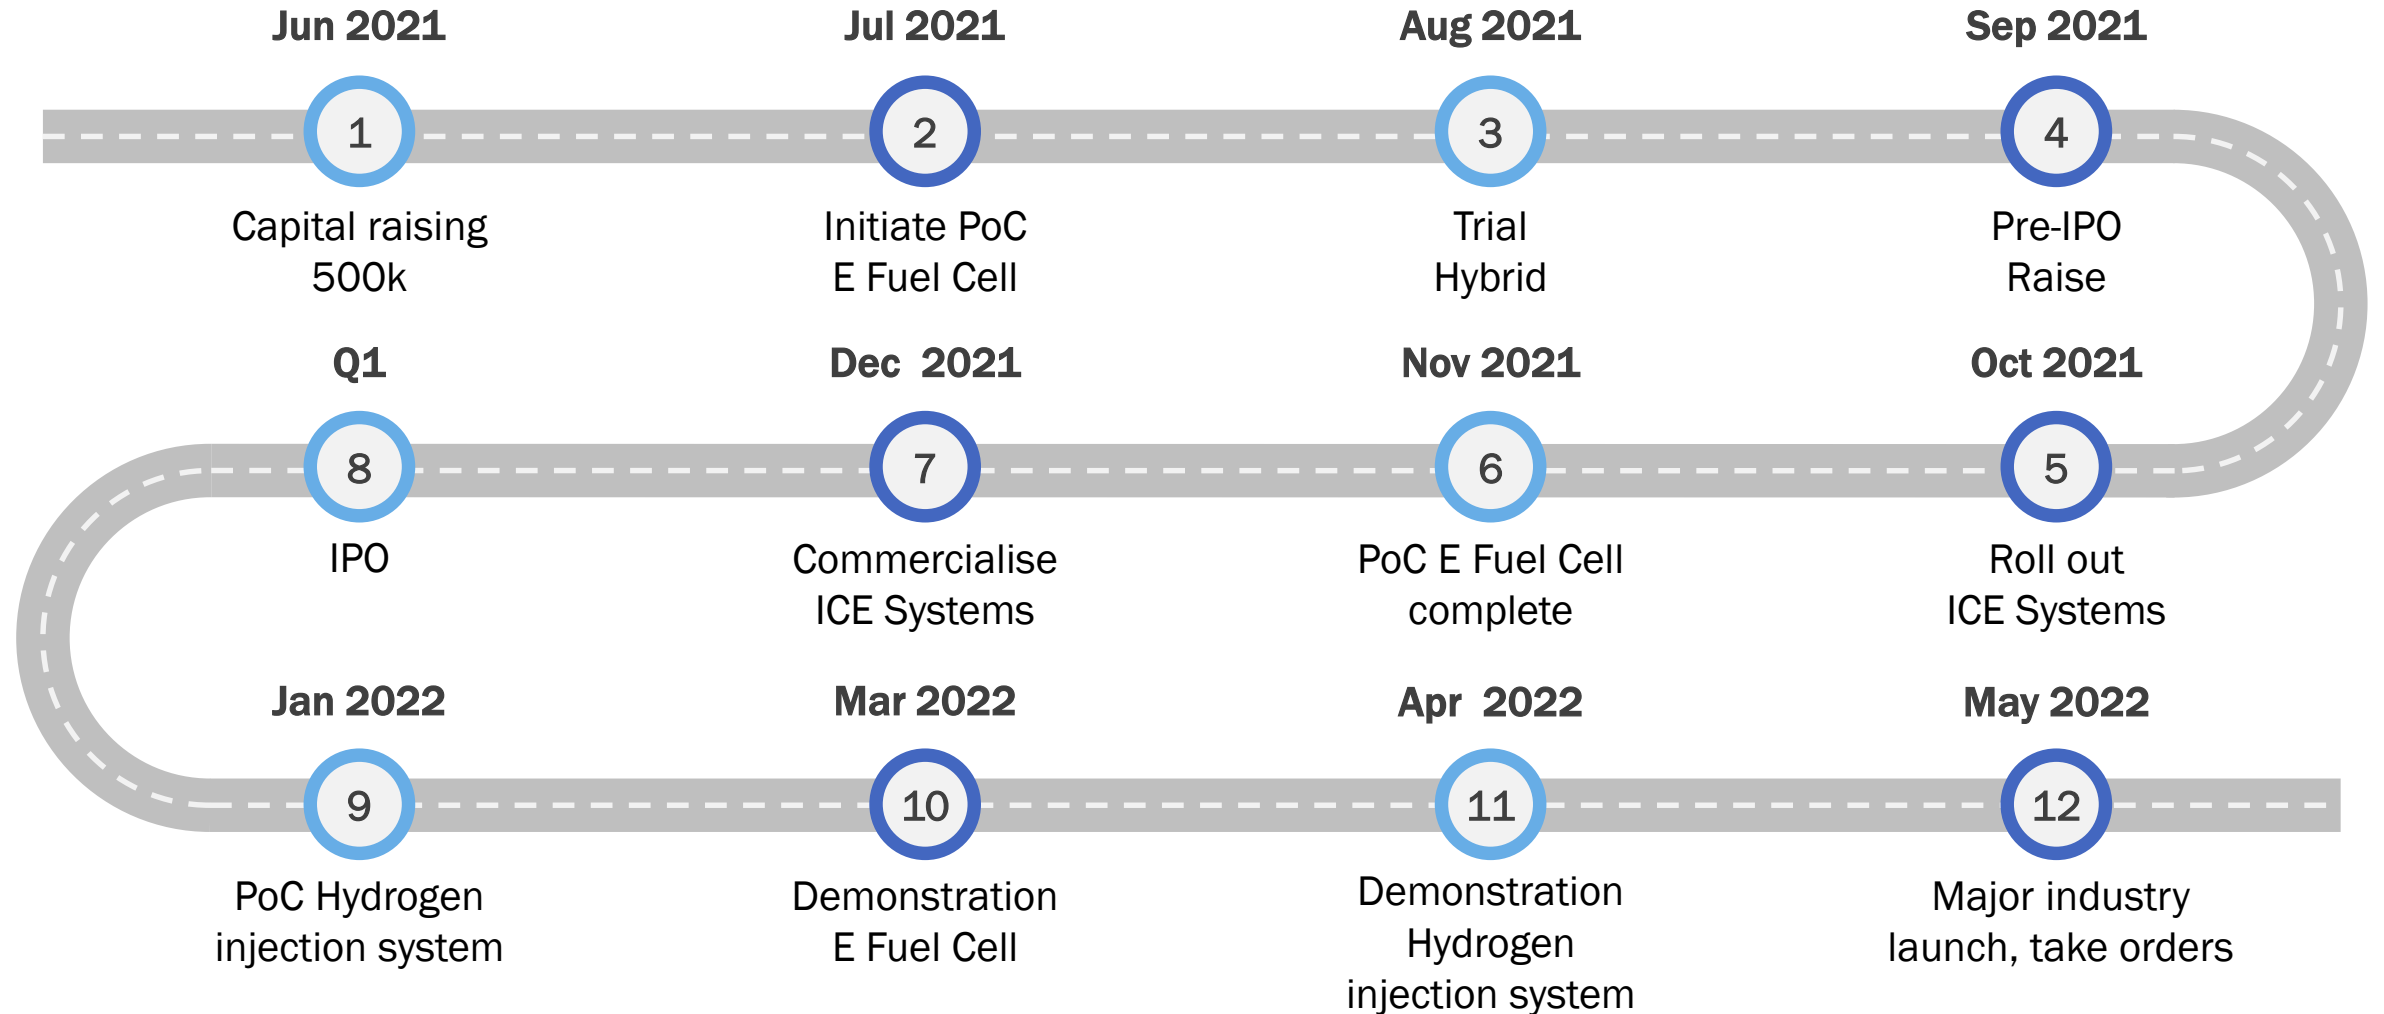 Jun 2021
1
Capital raising
500k
Jul 2021
2
Initiate PoC
E Fuel Cell
Aug 2021
3
Trial
Hybrid
Sep 2021
4
Pre-IPO
Raise
Oct 2021
5
Roll out
ICE Systems
Nov 2021
6
PoC E Fuel Cell
complete
Dec  2021
7
Commercialise
ICE Systems
Q1
8
IPO
Jan 2022
9
PoC Hydrogen
injection system
Mar 2022
10
Demonstration
E Fuel Cell
Apr  2022
11
Demonstration
Hydrogen
injection system
May 2022
12
Major industry
launch, take orders